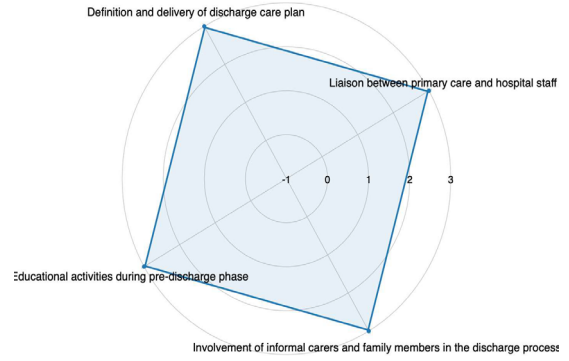 Definition and delivery of discharge care plan
Liaison between primary care and hospital staff
-1 0 1 2 3
Educational activities during pre-discharge phase
Involvement of informal carers and family members in the discharge process